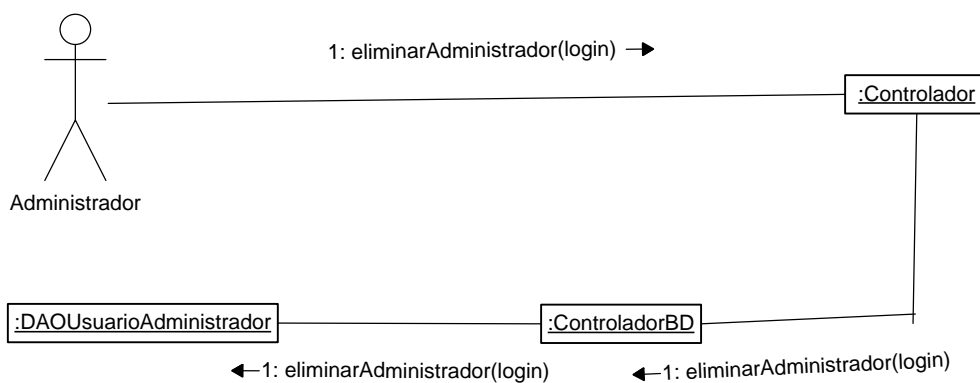 1: eliminarAdministrador(login)
:Controlador
Administrador
:DAOUsuarioAdministrador
:ControladorBD
1: eliminarAdministrador(login)
1: eliminarAdministrador(login)